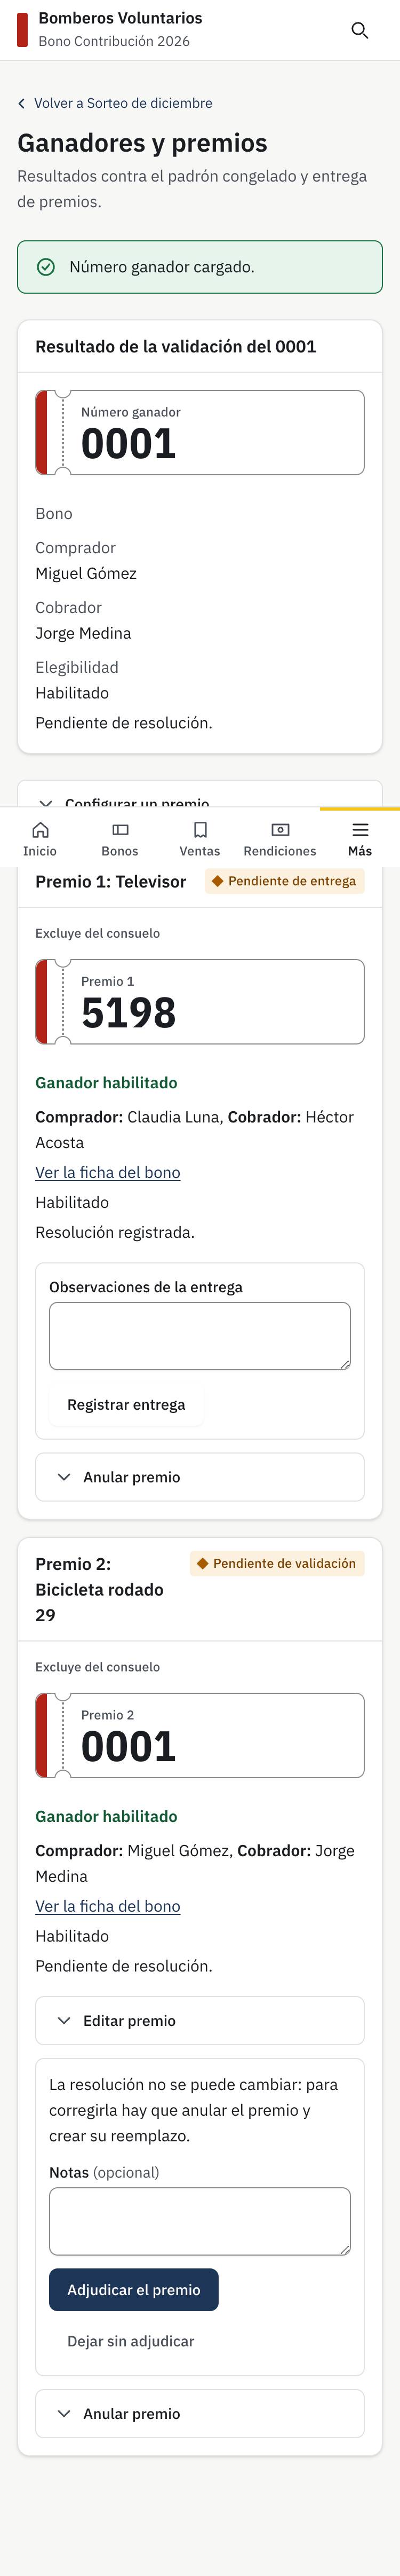 Bomberos Voluntarios
Bono Contribución 2026
Volver a Sorteo de diciembre
Ganadores y premios
Resultados contra el padrón congelado y entrega
de premios.
Número ganador cargado.
Resultado de la validación del 0001
Número ganador
0001
Bono
Comprador
Miguel Gómez
Cobrador
Jorge Medina
Elegibilidad
Habilitado
Pendiente de resolución.
Configurar un premio
Inicio
Bonos
Ventas
Rendiciones
Más
Premio 1: Televisor
Pendiente de entrega
Excluye del consuelo
Premio 1
5198
Ganador habilitado
Comprador: Claudia Luna, Cobrador: Héctor
Acosta
Ver la ficha del bono
Habilitado
Resolución registrada.
Observaciones de la entrega
Registrar entrega
Anular premio
Premio 2:
Bicicleta rodado
29
Pendiente de validación
Excluye del consuelo
Premio 2
0001
Ganador habilitado
Comprador: Miguel Gómez, Cobrador: Jorge
Medina
Ver la ficha del bono
Habilitado
Pendiente de resolución.
Editar premio
La resolución no se puede cambiar: para
corregirla hay que anular el premio y
crear su reemplazo.
Notas (opcional)
Adjudicar el premio
Dejar sin adjudicar
Anular premio